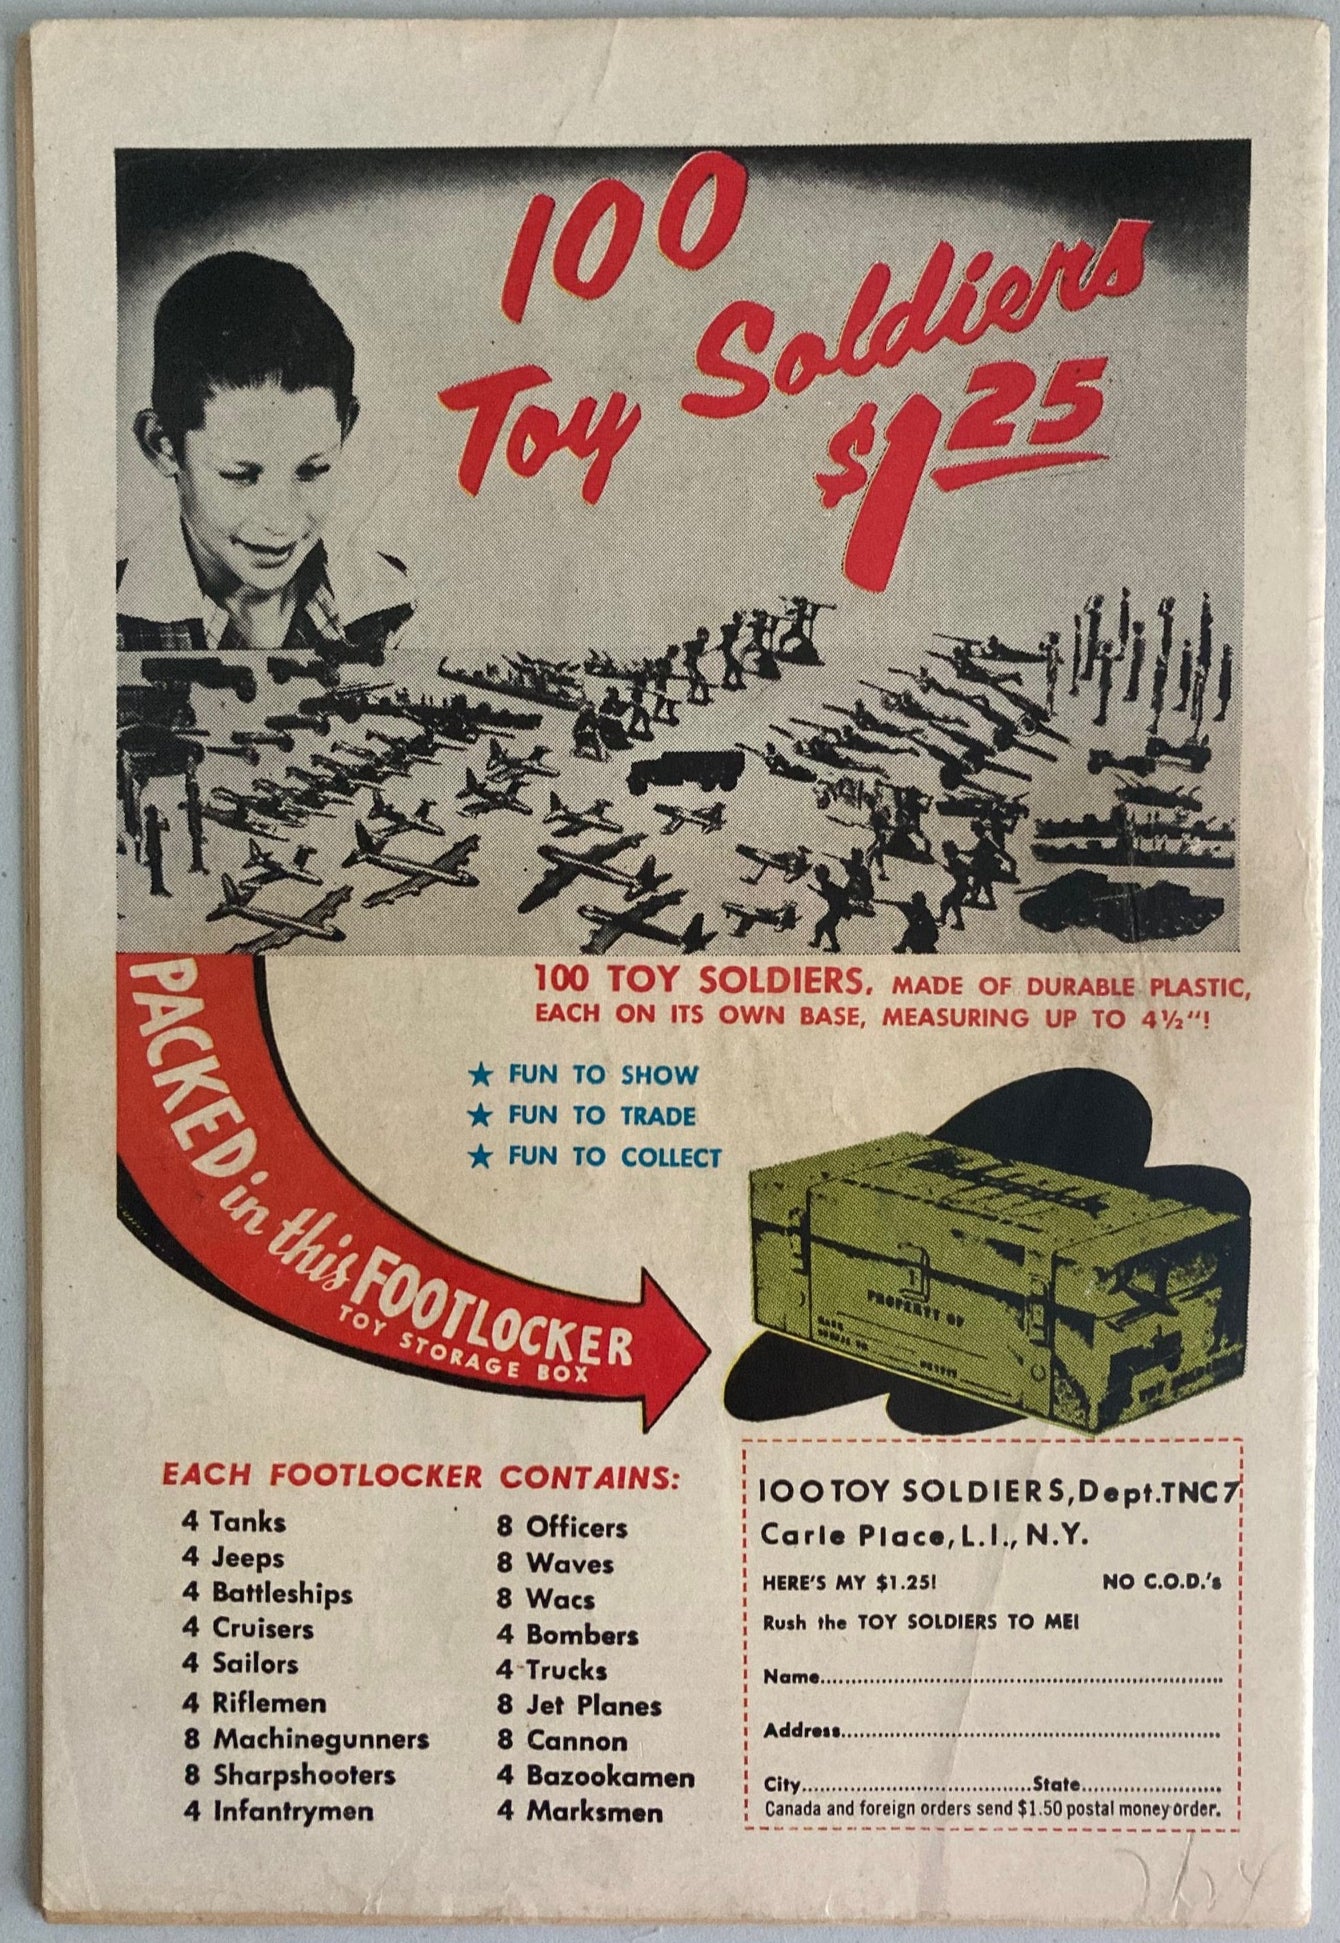 100
Toy Soldiers
$1.25
100 TOY SOLDIERS, MADE OF DURABLE PLASTIC,
EACH ON ITS OWN BASE, MEASURING UP TO 4½"!
★ FUN TO SHOW
★ FUN TO TRADE
★ FUN TO COLLECT
PACKED in this FOOTLOCKER
TOY STORAGE BOX
PROPERTY OF
EACH FOOTLOCKER CONTAINS:
4 Tanks
4 Jeeps
4 Battleships
4 Cruisers
4 Sailors
4 Riflemen
8 Machinegunners
8 Sharpshooters
4 Infantrymen
8 Officers
8 Waves
8 Wacs
4 Bombers
4 Trucks
8 Jet Planes
8 Cannon
4 Bazookamen
4 Marksmen
100 TOY SOLDIERS, Dept. TNC7
Carle Place, L.I., N.Y.
HERE'S MY $1.25! NO C.O.D.'s
Rush the TOY SOLDIERS TO ME!
Name
Address
City State
Canada and foreign orders send $1.50 postal money order.